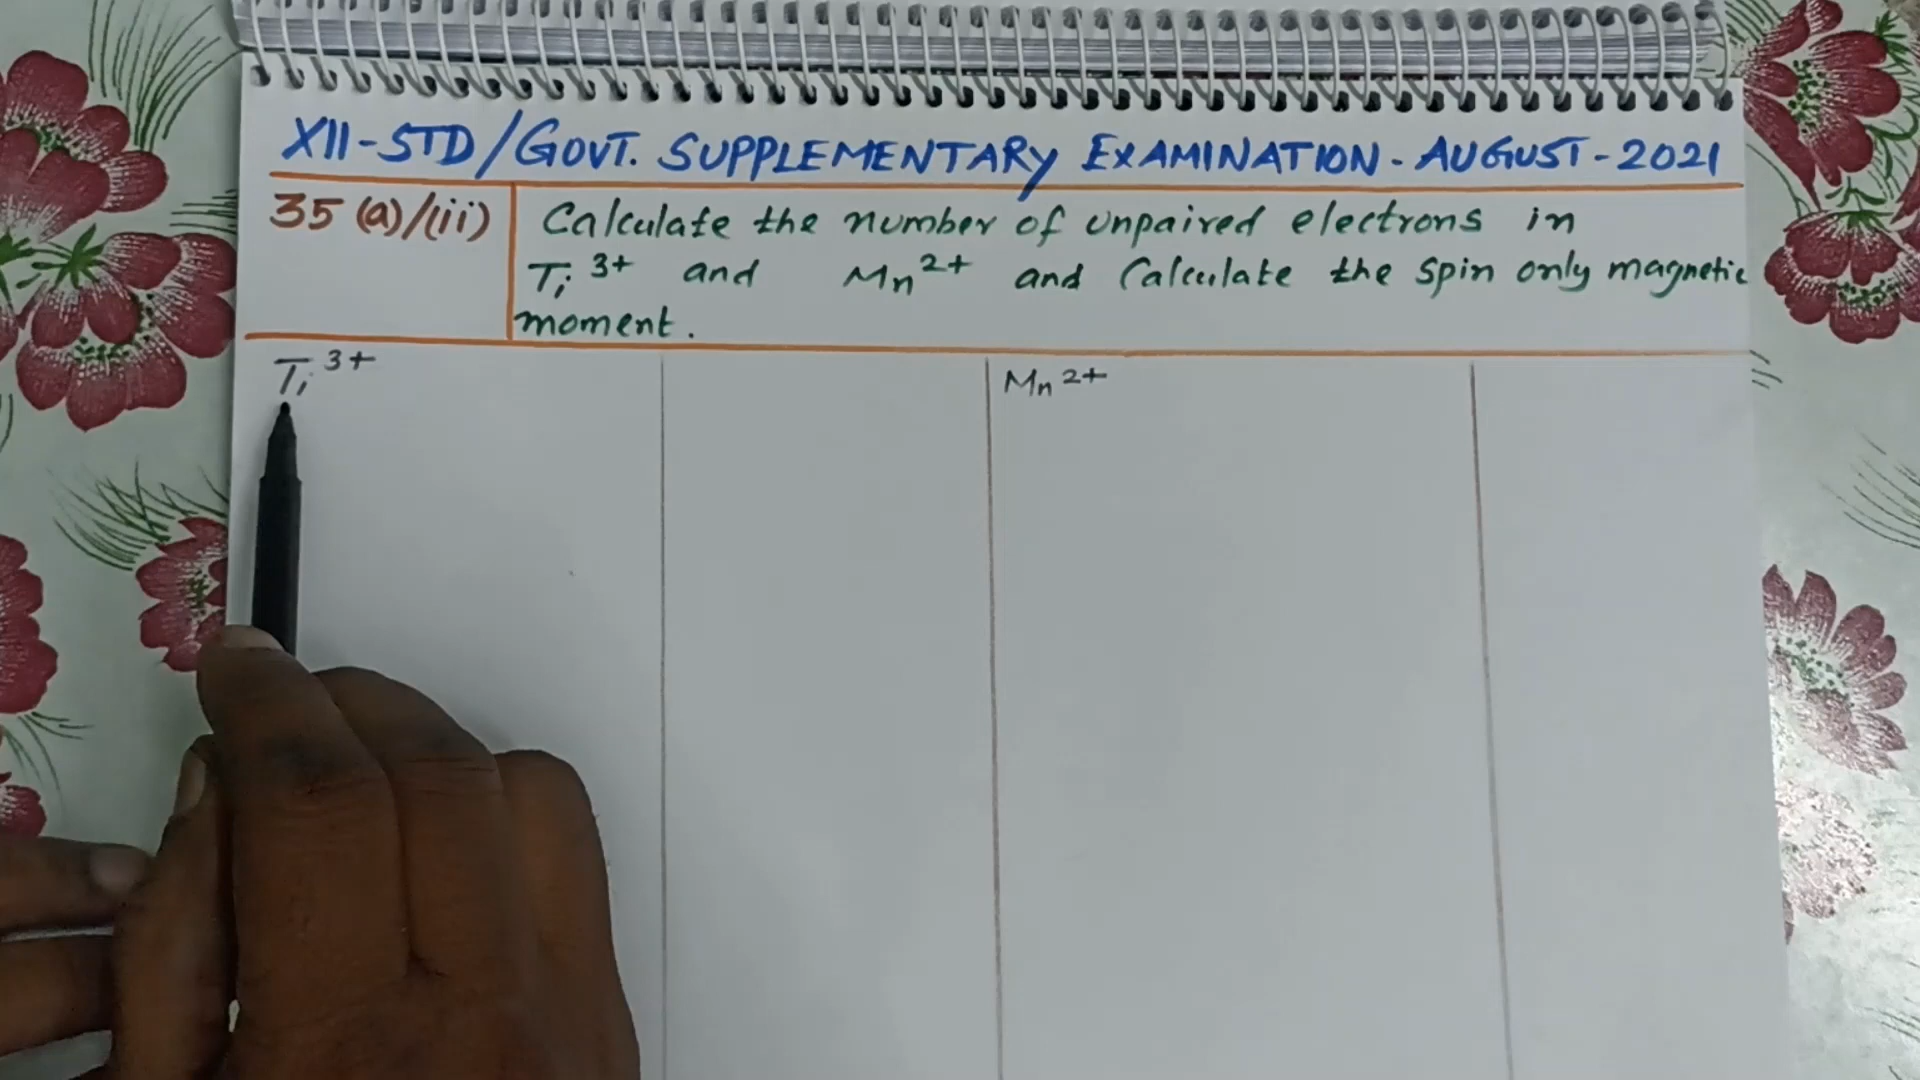 XII-STD/GOVT. SUPPLEMENTARY EXAMINATION - AUGUST - 2021
35 (a)/(ii)
Calculate the number of unpaired electrons in
Ti 3+ and Mn 2+ and Calculate the spin only magnetic
moment.
Ti 3+
Mn 2+